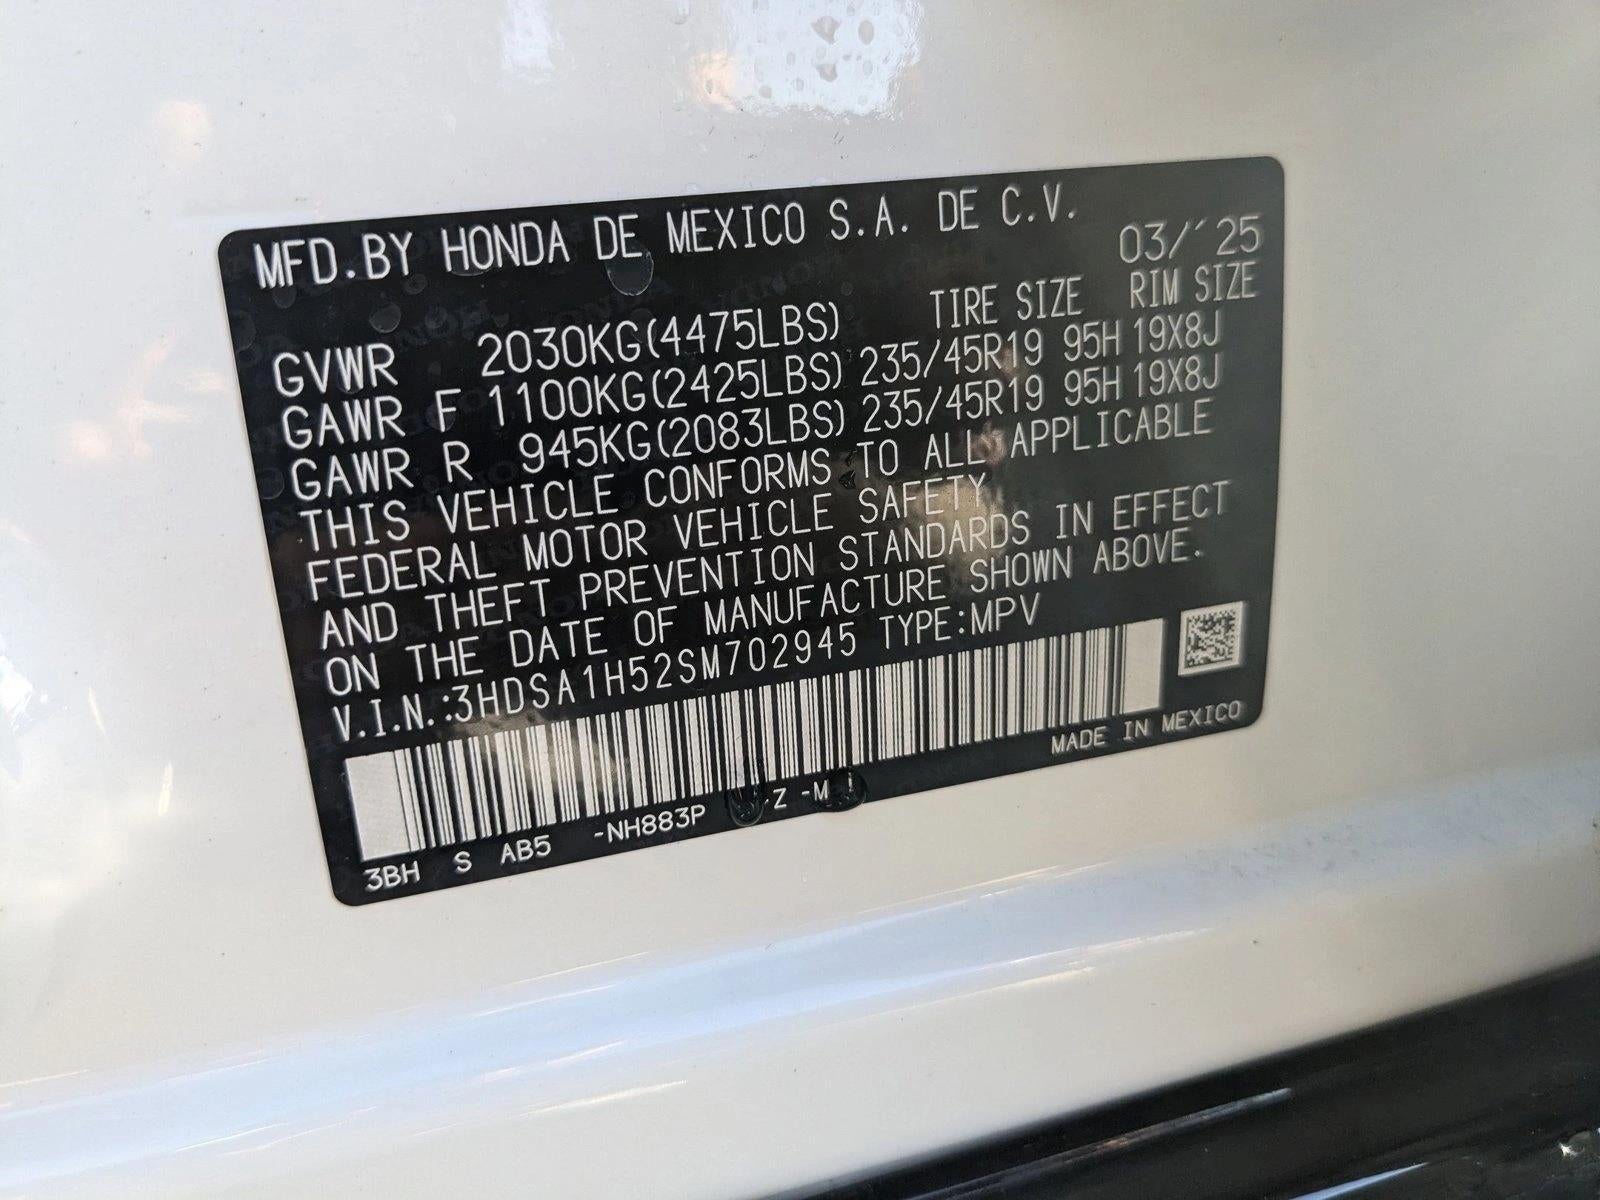 MFD.BY HONDA DE MEXICO S.A. DE C.V.
03/´25
TIRE SIZE RIM SIZE
GVWR 2030KG(4475LBS)
GAWR F 1100KG(2425LBS) 235/45R19 95H 19X8J
GAWR R 945KG(2083LBS) 235/45R19 95H 19X8J
THIS VEHICLE CONFORMS TO ALL APPLICABLE
FEDERAL MOTOR VEHICLE SAFETY
AND THEFT PREVENTION STANDARDS IN EFFECT
ON THE DATE OF MANUFACTURE SHOWN ABOVE.
V.I.N.:3HDSA1H52SM702945 TYPE:MPV
MADE IN MEXICO
3BH S AB5 -NH883P Z -M